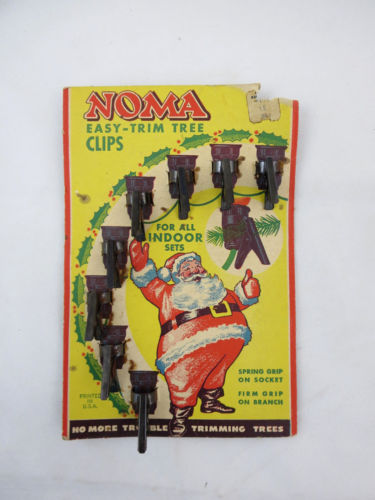 NOMA
EASY-TRIM TREE
CLIPS
FOR ALL
INDOOR
SETS
SPRING GRIP
ON SOCKET
FIRM GRIP
ON BRANCH
PRINTED
IN
U.S.A.
NO MORE TROUBLE TRIMMING TREES